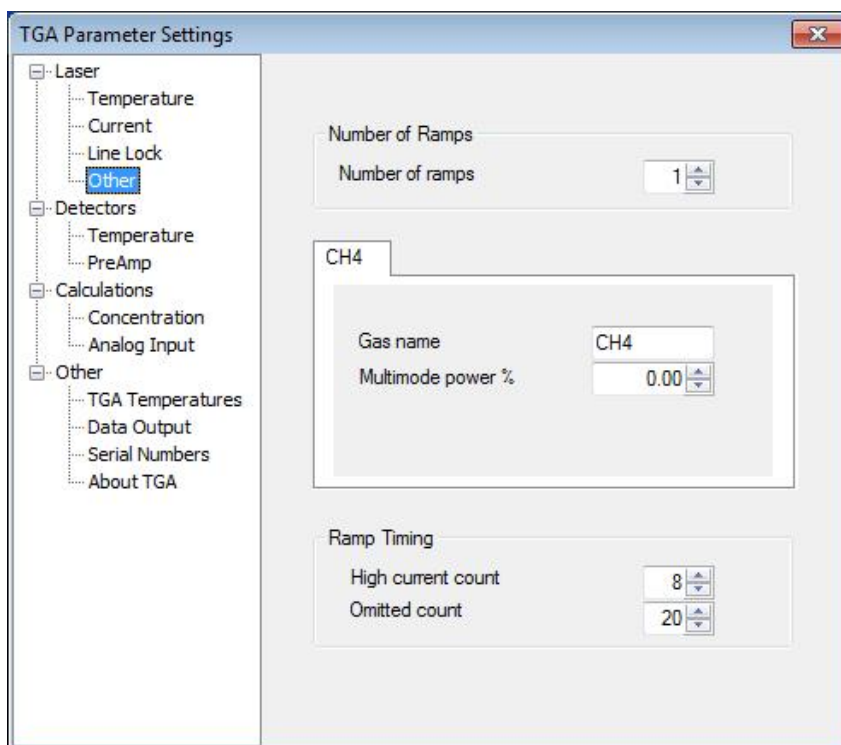 TGA Parameter Settings
Laser
Temperature
Current
Line Lock
Other
Detectors
Temperature
PreAmp
Calculations
Concentration
Analog Input
Other
TGA Temperatures
Data Output
Serial Numbers
About TGA
Number of Ramps
Number of ramps 1
CH4
Gas name CH4
Multimode power % 0.00
Ramp Timing
High current count 8
Omitted count 20